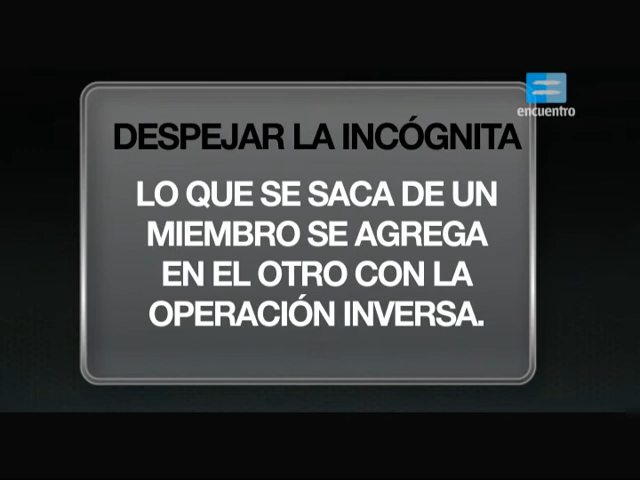 encuentro
DESPEJAR LA INCÓGNITA
LO QUE SE SACA DE UN
MIEMBRO SE AGREGA
EN EL OTRO CON LA
OPERACIÓN INVERSA.